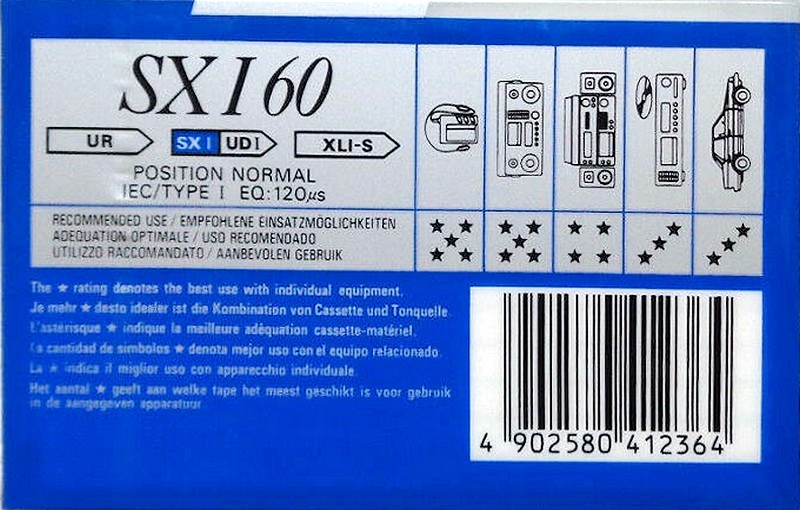 SX I 60
UR SX I UD I XLI-S
POSITION NORMAL
IEC/TYPE I EQ:120μs
RECOMMENDED USE / EMPFOHLENE EINSATZMÖGLICHKEITEN
ADEQUATION OPTIMALE / USO RECOMENDADO
UTILIZZO RACCOMANDATO / AANBEVOLEN GEBRUIK
The ★ rating denotes the best use with individual equipment.
Je mehr ★ desto idealer ist die Kombination von Cassette und Tonquelle.
L'astérisque ★ indique la meilleure adéquation cassette-matériel.
La cantidad de simbolos ★ denota mejor uso con el equipo relacionado.
La ★ indica il miglior uso con apparecchio individuale.
Het aantal ★ geeft aan welke tape het meest geschikt is voor gebruik
in de aangegeven apparatuur.
4 902580 412364